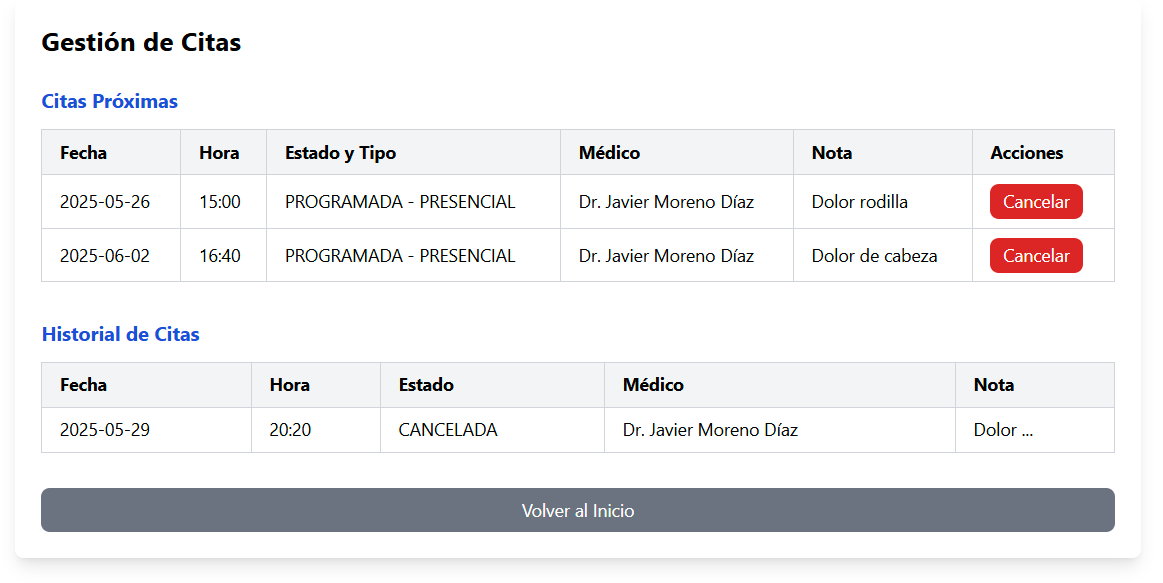 Gestión de Citas
Citas Próximas
Fecha Hora Estado y Tipo Médico Nota Acciones
2025-05-26 15:00 PROGRAMADA - PRESENCIAL Dr. Javier Moreno Díaz Dolor rodilla Cancelar
2025-06-02 16:40 PROGRAMADA - PRESENCIAL Dr. Javier Moreno Díaz Dolor de cabeza Cancelar
Historial de Citas
Fecha Hora Estado Médico Nota
2025-05-29 20:20 CANCELADA Dr. Javier Moreno Díaz Dolor ...
Volver al Inicio